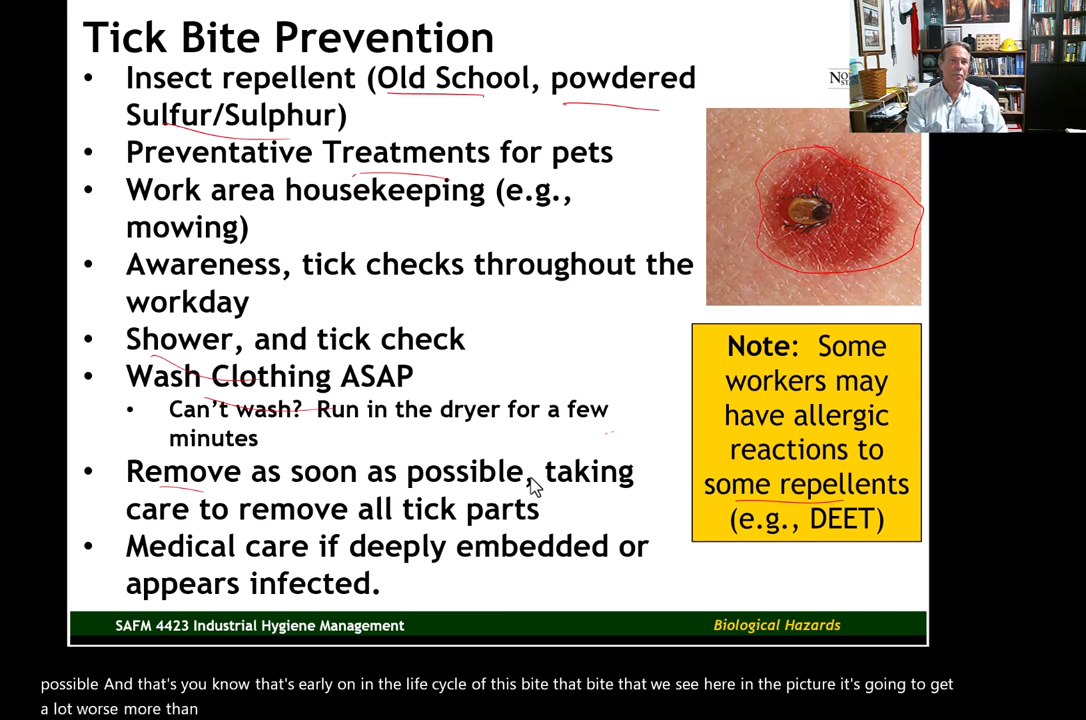 Tick Bite Prevention
• Insect repellent (Old School, powdered
Sulfur/Sulphur)
• Preventative Treatments for pets
• Work area housekeeping (e.g.,
mowing)
• Awareness, tick checks throughout the
workday
• Shower, and tick check
• Wash Clothing ASAP
• Can't wash? Run in the dryer for a few
minutes
• Remove as soon as possible, taking
care to remove all tick parts
• Medical care if deeply embedded or
appears infected.
Note: Some
workers may
have allergic
reactions to
some repellents
(e.g., DEET)
SAFM 4423 Industrial Hygiene Management
Biological Hazards
possible And that's you know that's early on in the life cycle of this bite that bite that we see here in the picture it's going to get
a lot worse more than